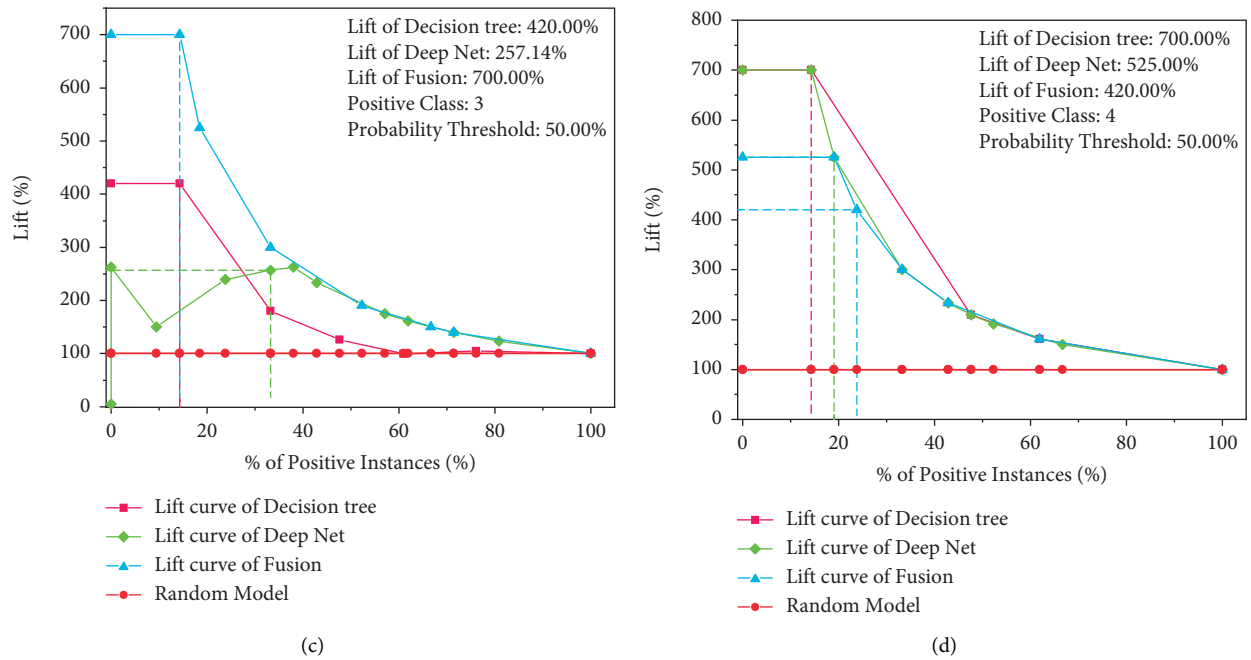 Lift of Decision tree: 420.00%
Lift of Deep Net: 257.14%
Lift of Fusion: 700.00%
Positive Class: 3
Probability Threshold: 50.00%
700
600
500
400
300
200
100
0
Lift (%)
0 20 40 60 80 100
% of Positive Instances (%)
Lift curve of Decision tree
Lift curve of Deep Net
Lift curve of Fusion
Random Model
(c)
Lift of Decision tree: 700.00%
Lift of Deep Net: 525.00%
Lift of Fusion: 420.00%
Positive Class: 4
Probability Threshold: 50.00%
800
700
600
500
400
300
200
100
0
Lift (%)
0 20 40 60 80 100
% of Positive Instances (%)
Lift curve of Decision tree
Lift curve of Deep Net
Lift curve of Fusion
Random Model
(d)